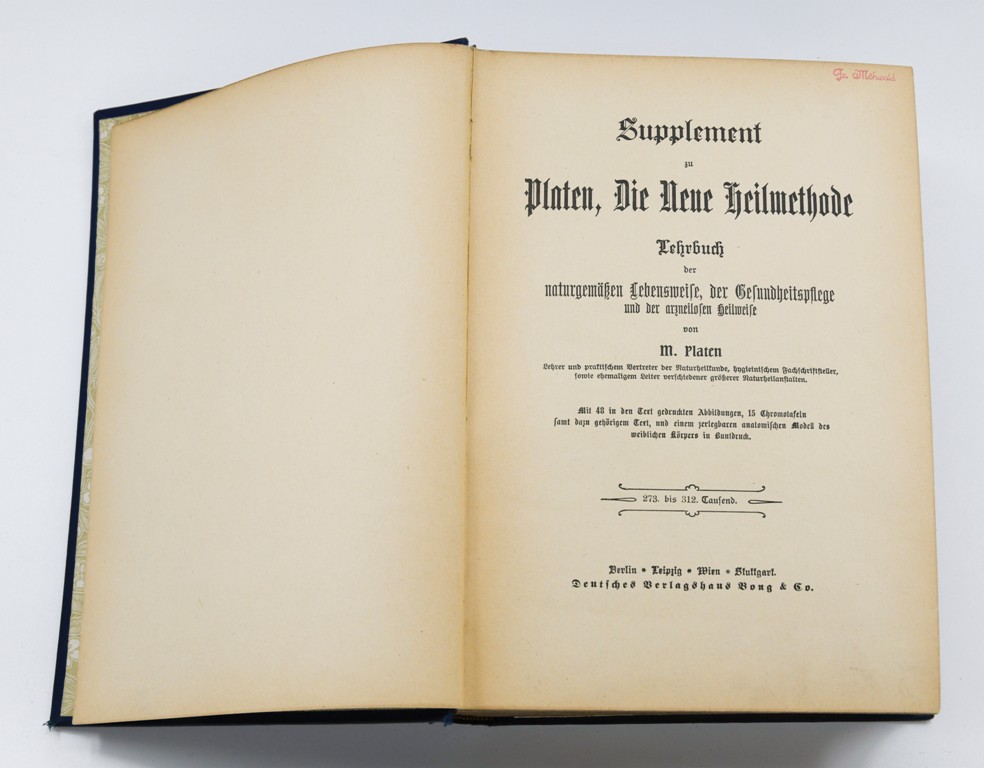 Fr. Möhwald
Supplement
zu
Platen, Die Neue Heilmethode
Lehrbuch
der
naturgemäßen Lebensweise, der Gesundheitspflege
und der arzneilosen Heilweise
von
M. Platen
Lehrer und praktischem Vertreter der Naturheilkunde, hygieinischem Fachschriftsteller,
sowie ehemaligem Leiter verschiedener größerer Naturheilanstalten.
Mit 48 in den Text gedruckten Abbildungen, 15 Chromotafeln
samt dazu gehörigem Text, und einem zerlegbaren anatomischen Modell des
weiblichen Körpers in Buntdruck.
273. bis 312. Tausend.
Berlin * Leipzig * Wien * Stuttgart.
Deutsches Verlagshaus Bong & Co.